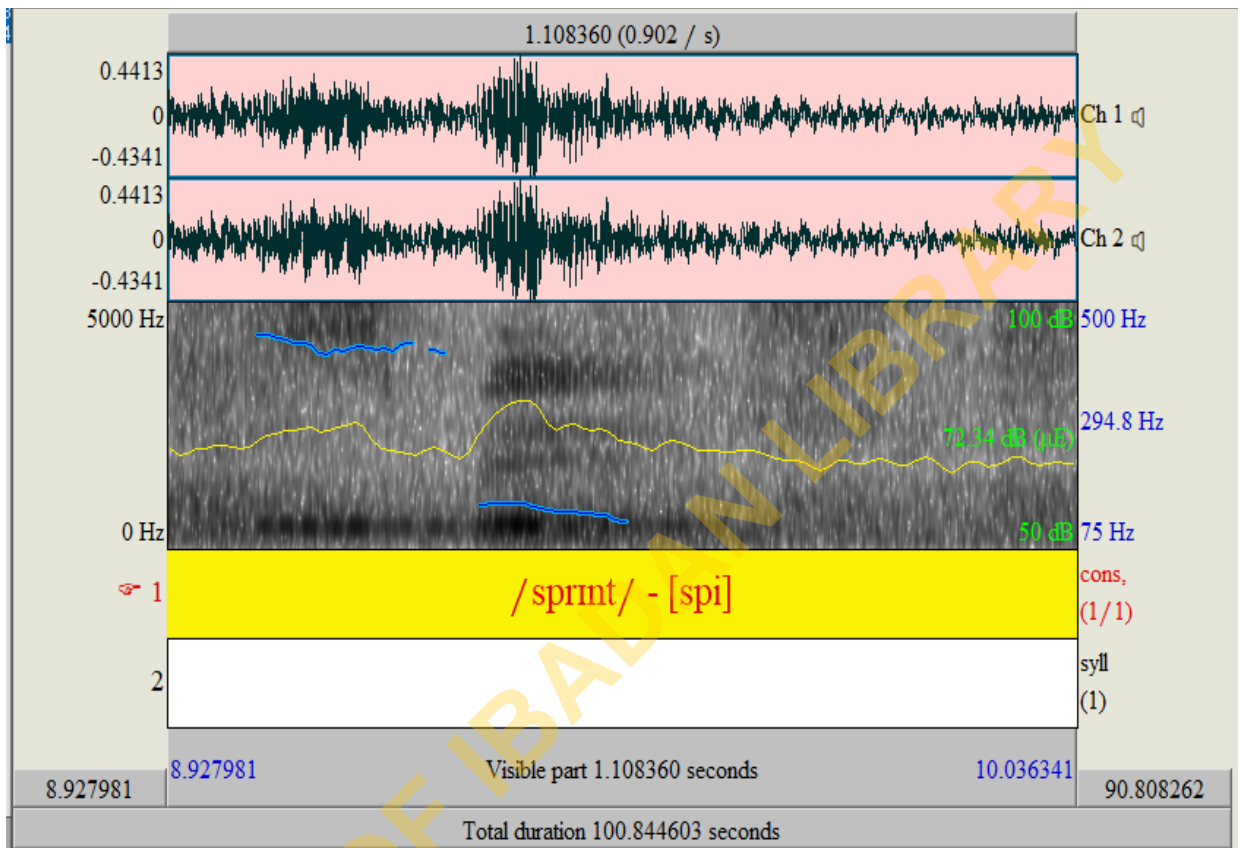 1.108360 (0.902 / s)
0.4413
0
-0.4341
Ch 1
0.4413
0
-0.4341
Ch 2
5000 Hz
100 dB
500 Hz
294.8 Hz
72.34 dB (µE)
0 Hz
50 dB
75 Hz
1
/sprɪnt/ - [spi]
cons,
(1/1)
2
syll
(1)
8.927981
Visible part 1.108360 seconds
10.036341
8.927981
90.808262
Total duration 100.844603 seconds
OF IBADAN LIBRARY